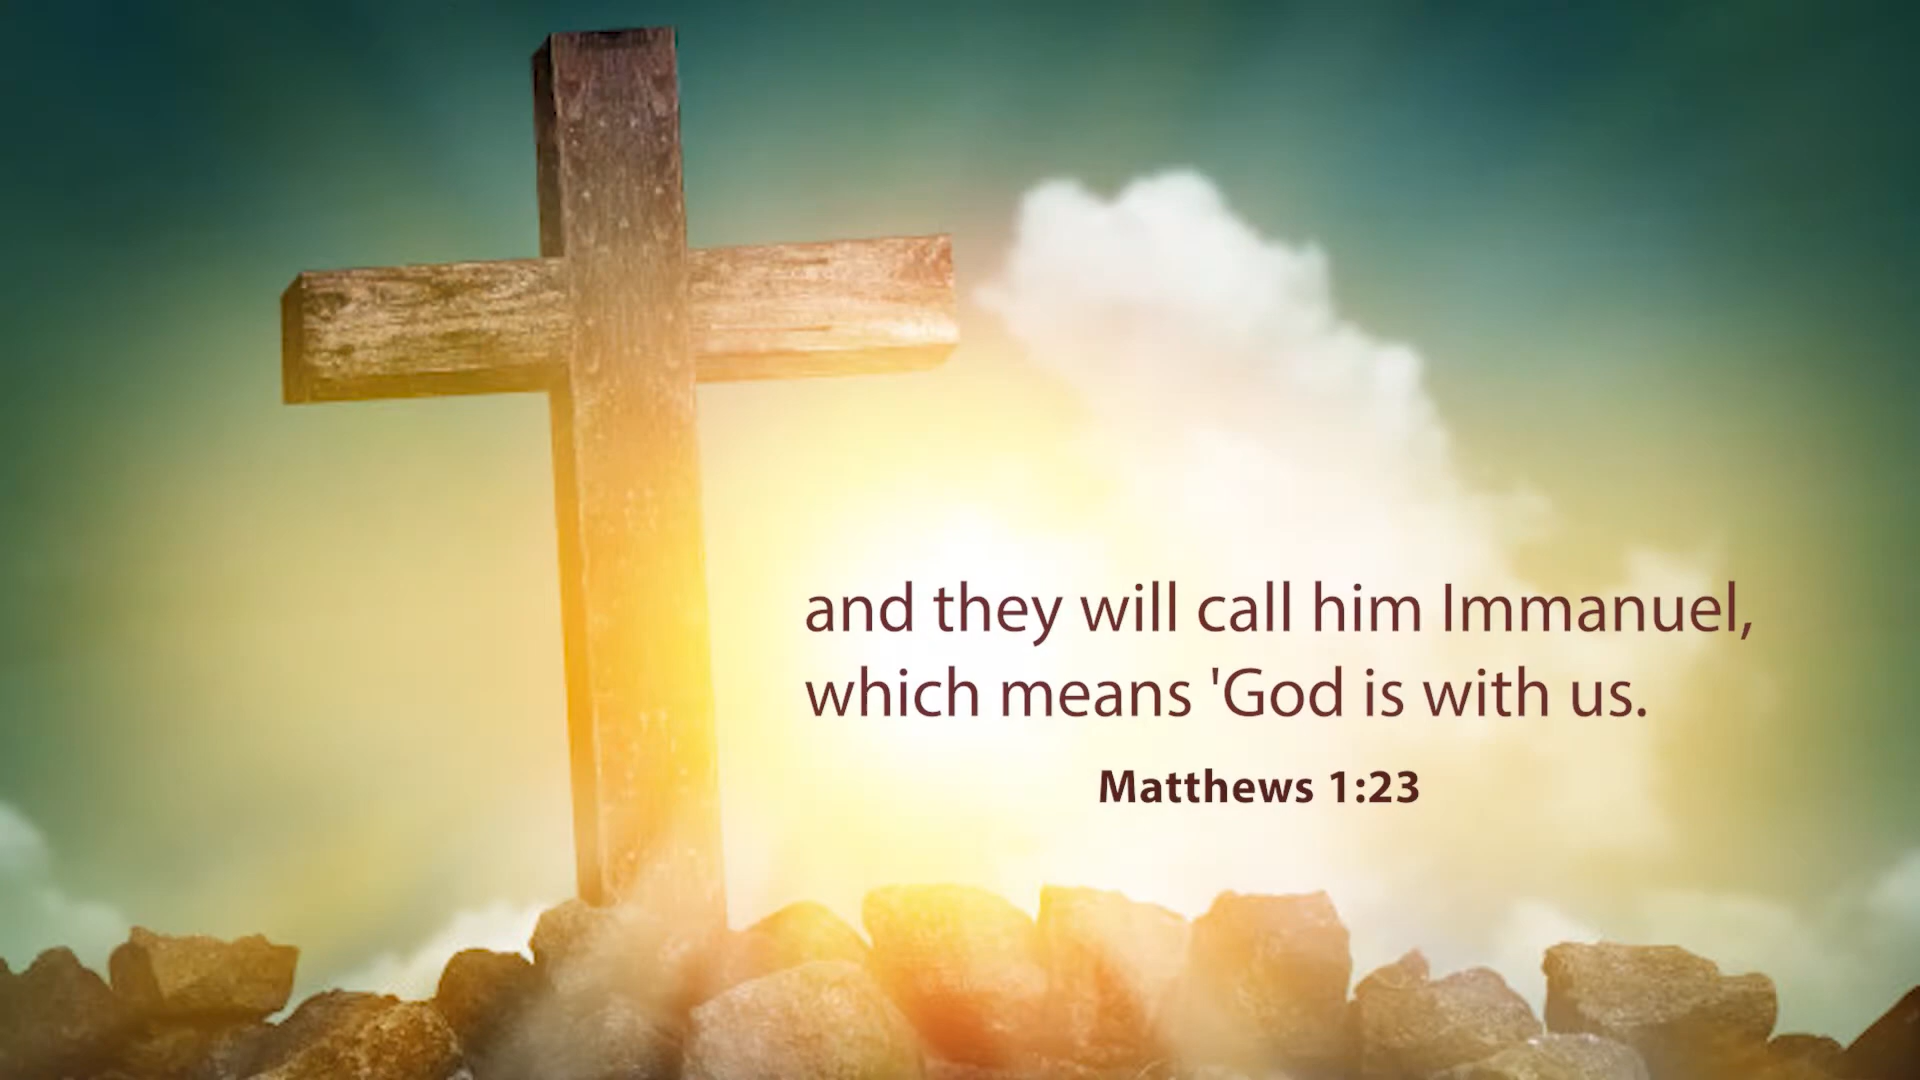 and they will call him Immanuel,
which means 'God is with us.
Matthews 1:23